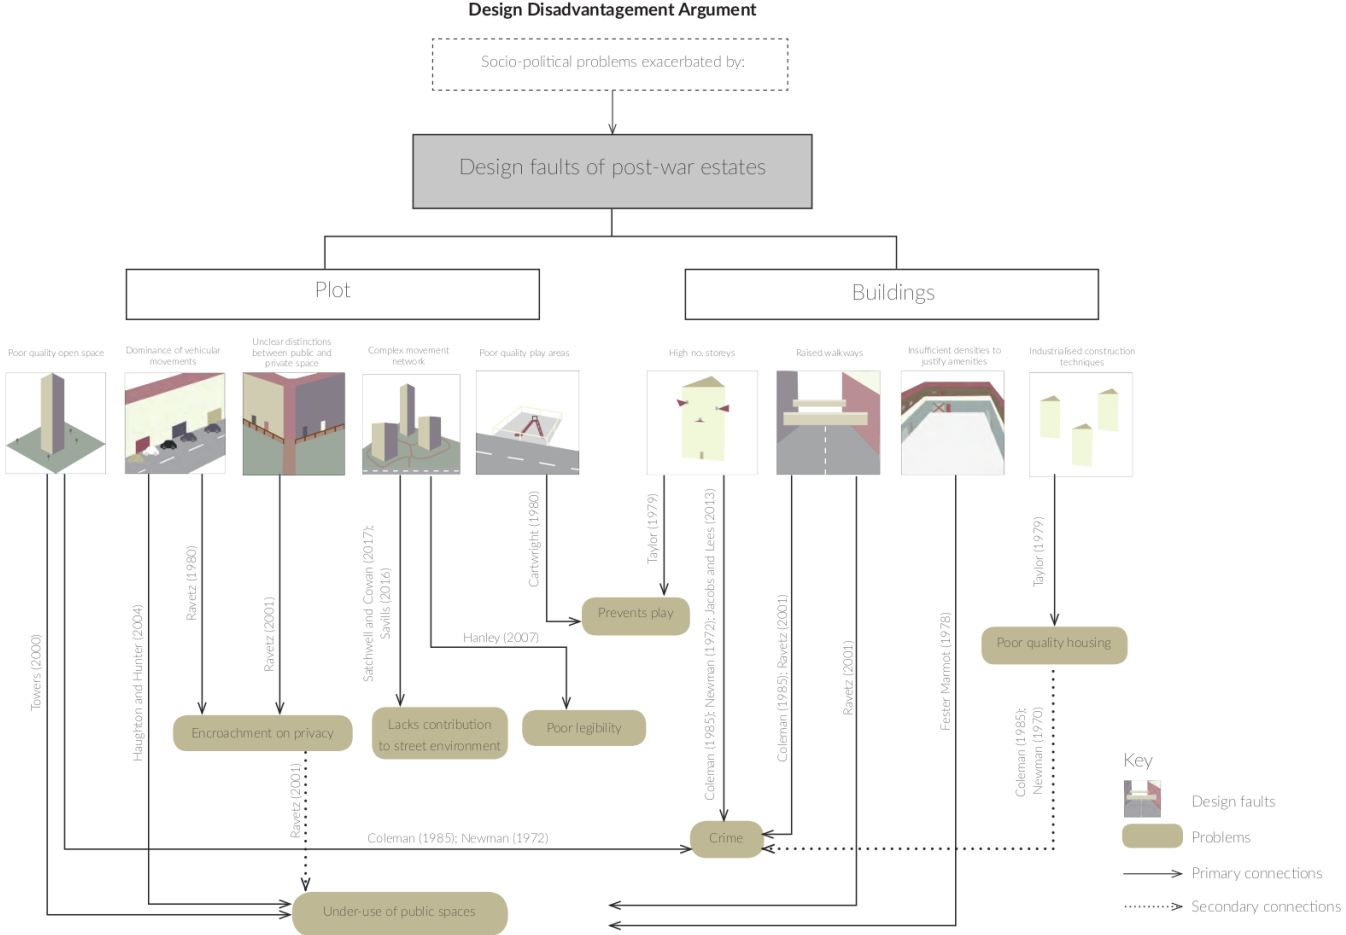 Design Disadvantagement Argument
Socio-political problems exacerbated by:
Design faults of post-war estates
Plot
Buildings
Poor quality open space
Dominance of vehicular
movements
Unclear distinctions
between public and
private space
Complex movement
network
Poor quality play areas
High no. storeys
Raised walkways
Insufficient densities to
justify amenities
Industrialised construction
techniques
Towers (2000)
Haughton and Hunter (2004)
Ravetz (1980)
Ravetz (2001)
Satchwell and Cowan (2017);
Savills (2016)
Hanley (2007)
Cartwright (1980)
Taylor (1979)
Coleman (1985); Newman (1972); Jacobs and Lees (2013)
Coleman (1985); Ravetz (2001)
Ravetz (2001)
Fester Marmot (1978)
Taylor (1979)
Prevents play
Poor quality housing
Encroachment on privacy
Lacks contribution
to street environment
Poor legibility
Ravetz (2001)
Coleman (1985);
Newman (1970)
Coleman (1985); Newman (1972)
Crime
Under-use of public spaces
Key
Design faults
Problems
Primary connections
Secondary connections